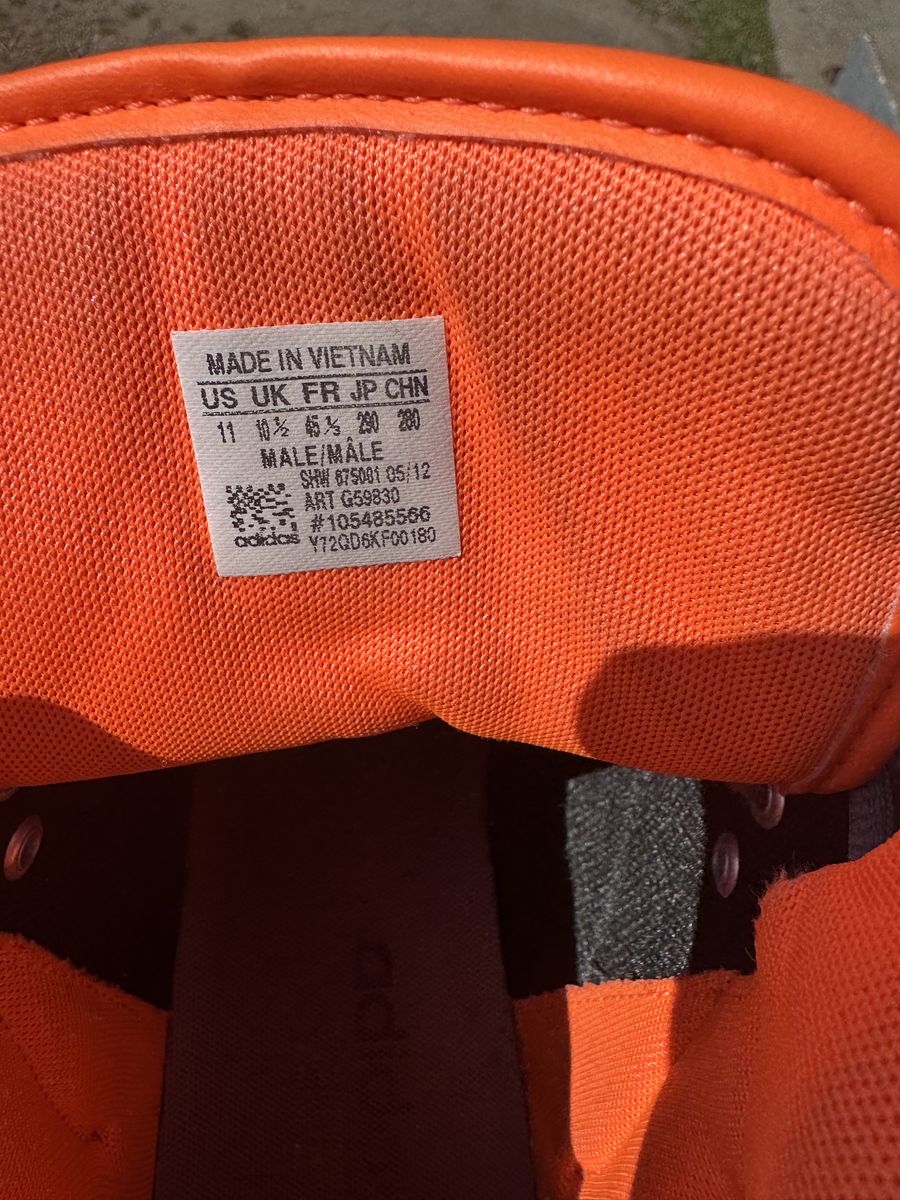 MADE IN VIETNAM
US UK FR JP CHN
11 10½ 45⅓ 290 280
MALE/MÂLE
SHW 675001 05/12
ART G59830
#105485566
adidas
Y72QD6KF00180